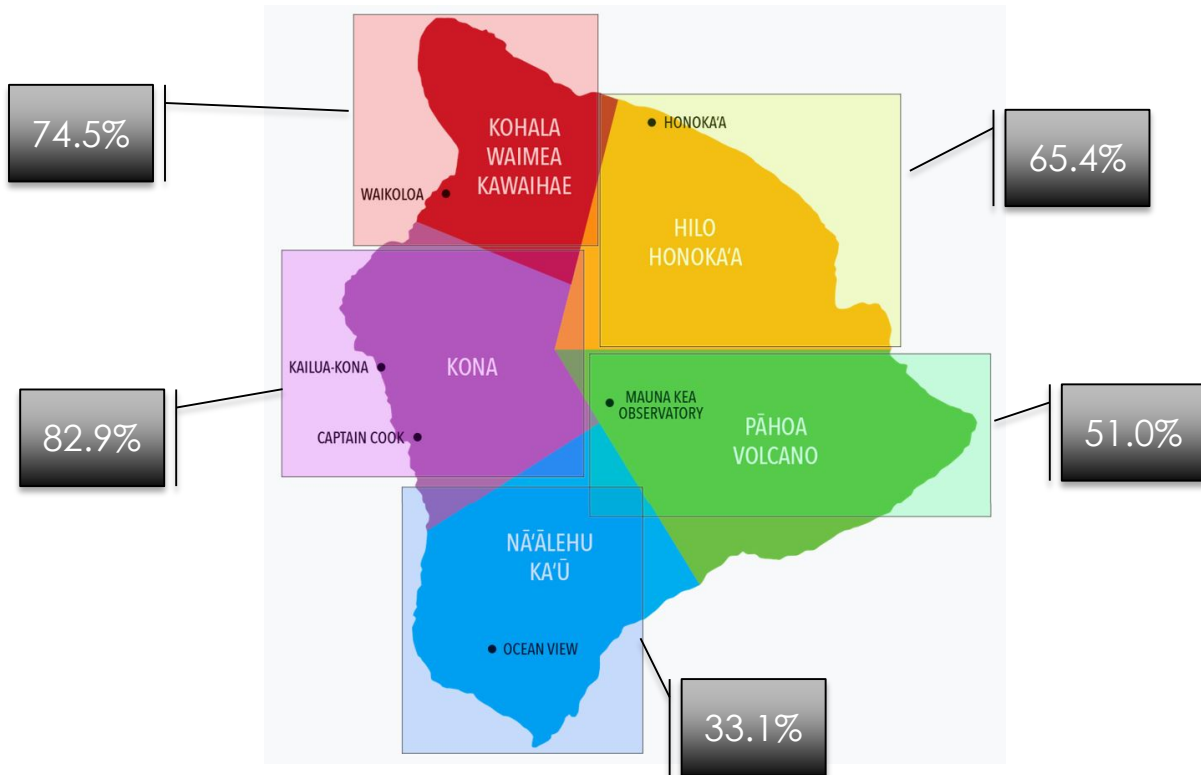 74.5%
KOHALA
WAIMEA
KAWAIHAE
WAIKOLOA
HONOKA‘A
65.4%
HILO
HONOKA‘A
KAILUA-KONA
KONA
CAPTAIN COOK
82.9%
MAUNA KEA
OBSERVATORY
PĀHOA
VOLCANO
51.0%
NĀ‘ĀLEHU
KA‘Ū
OCEAN VIEW
33.1%